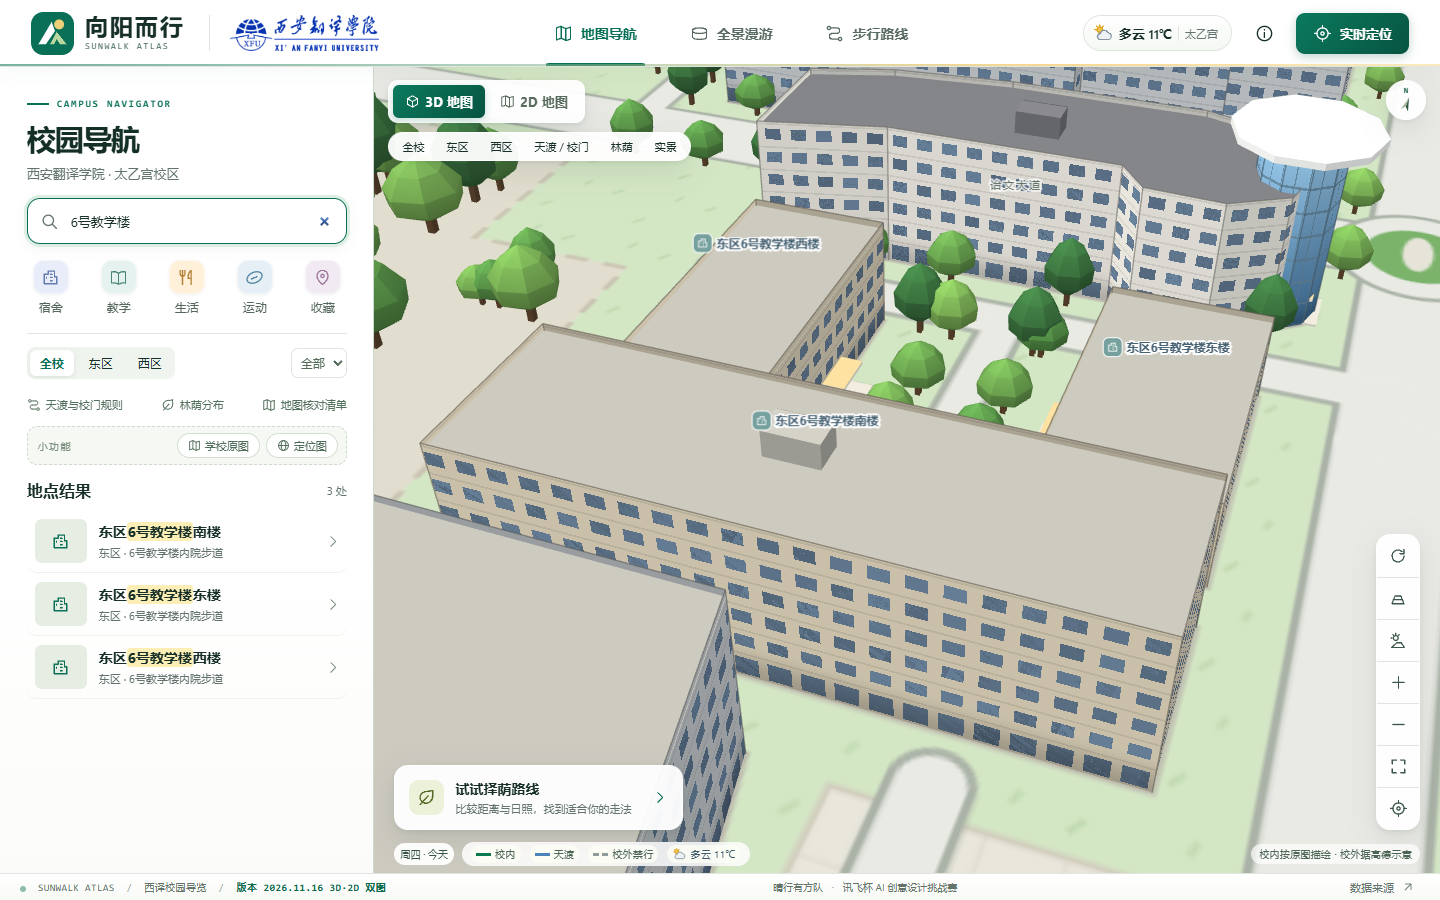 向阳而行
SUNWALK ATLAS
西安翻译学院
XFU
XI' AN FANYI UNIVERSITY
地图导航
全景漫游
步行路线
多云 11℃
太乙宫
实时定位
CAMPUS NAVIGATOR
校园导航
西安翻译学院 · 太乙宫校区
6号教学楼
宿舍
教学
生活
运动
收藏
全校
东区
西区
全部
天渡与校门规则
林荫分布
地图核对清单
小功能
学校原图
定位图
地点结果
3 处
东区6号教学楼南楼
东区 · 6号教学楼内院步道
东区6号教学楼东楼
东区 · 6号教学楼内院步道
东区6号教学楼西楼
东区 · 6号教学楼内院步道
3D 地图
2D 地图
全校
东区
西区
天渡 / 校门
林荫
实景
N
语文大道
东区6号教学楼西楼
东区6号教学楼东楼
东区6号教学楼南楼
试试择荫路线
比较距离与日照，找到适合你的走法
周四 · 今天
校内
天渡
校外禁行
多云 11℃
校内按原图描绘 · 校外据高德示意
SUNWALK ATLAS / 西译校园导览 / 版本 2026.11.16 3D·2D 双图
晴行有方队 · 讯飞杯 AI 创意设计挑战赛
数据来源